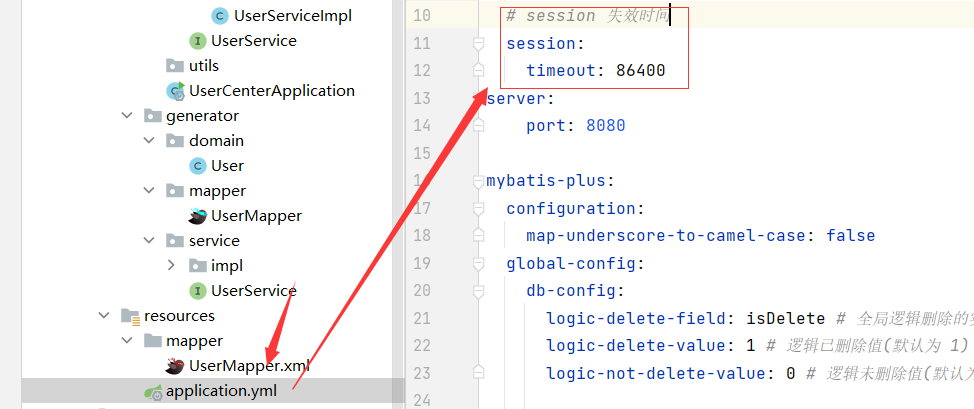 UserServiceImpl
UserService
utils
UserCenterApplication
generator
domain
User
mapper
UserMapper
service
impl
UserService
resources
mapper
UserMapper.xml
application.yml
10 # session 失效时间
11 session:
12 timeout: 86400
13 server:
14 port: 8080
15
mybatis-plus:
17 configuration:
18 map-underscore-to-camel-case: false
19 global-config:
20 db-config:
21 logic-delete-field: isDelete # 全局逻辑删除的
22 logic-delete-value: 1 # 逻辑已删除值(默认为 1)
23 logic-not-delete-value: 0 # 逻辑未删除值(默认为
24